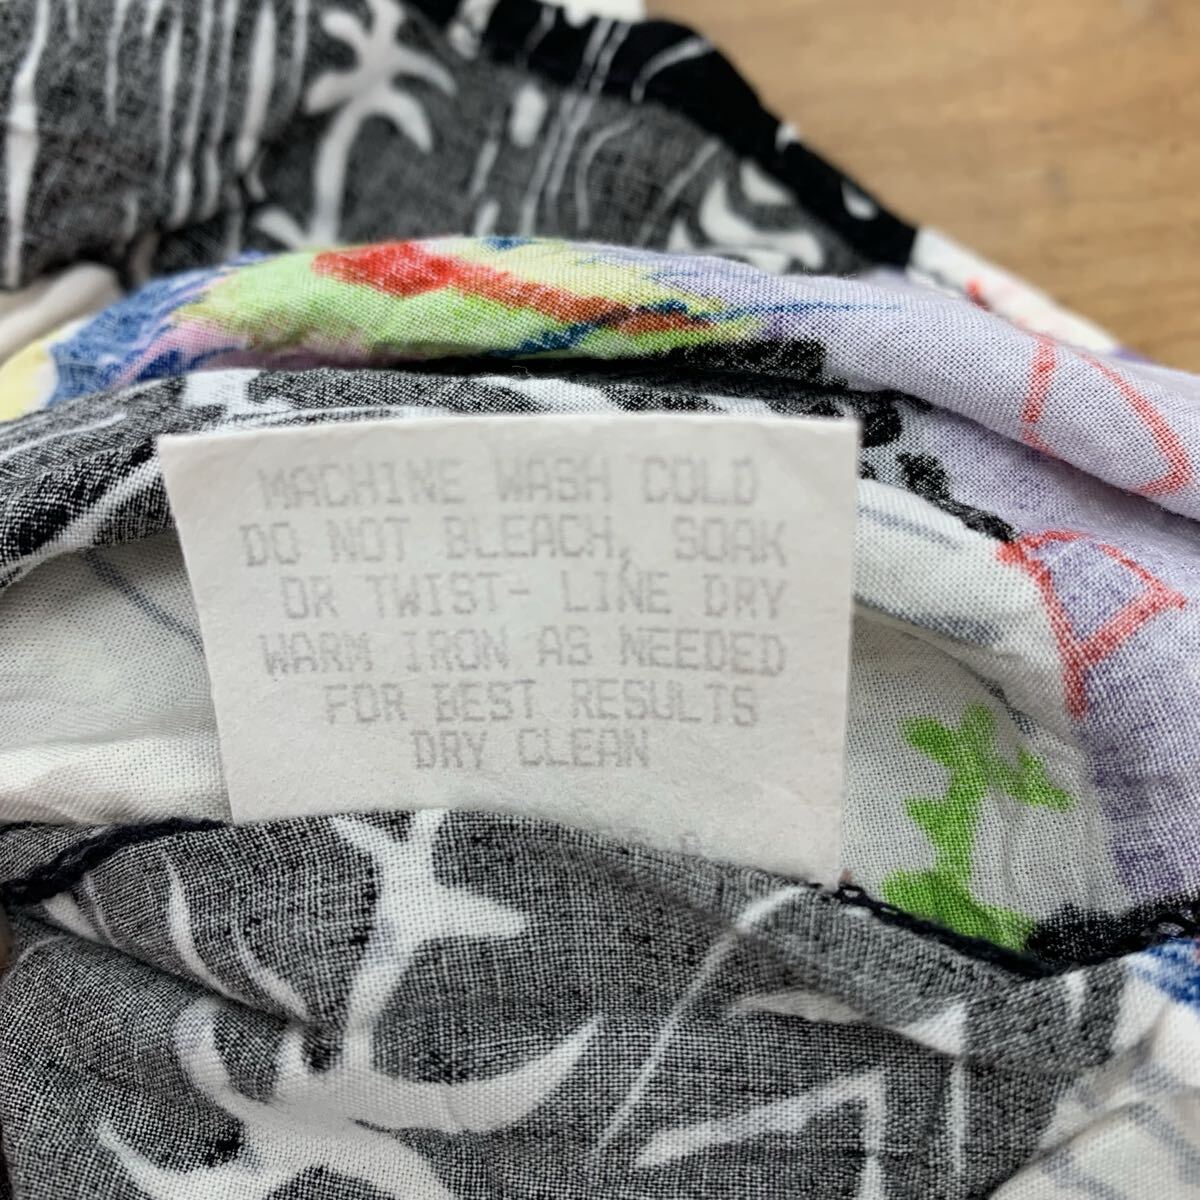 MACHINE WASH COLD
DO NOT BLEACH, SOAK
OR TWIST- LINE DRY
WARM IRON AS NEEDED
FOR BEST RESULTS
DRY CLEAN